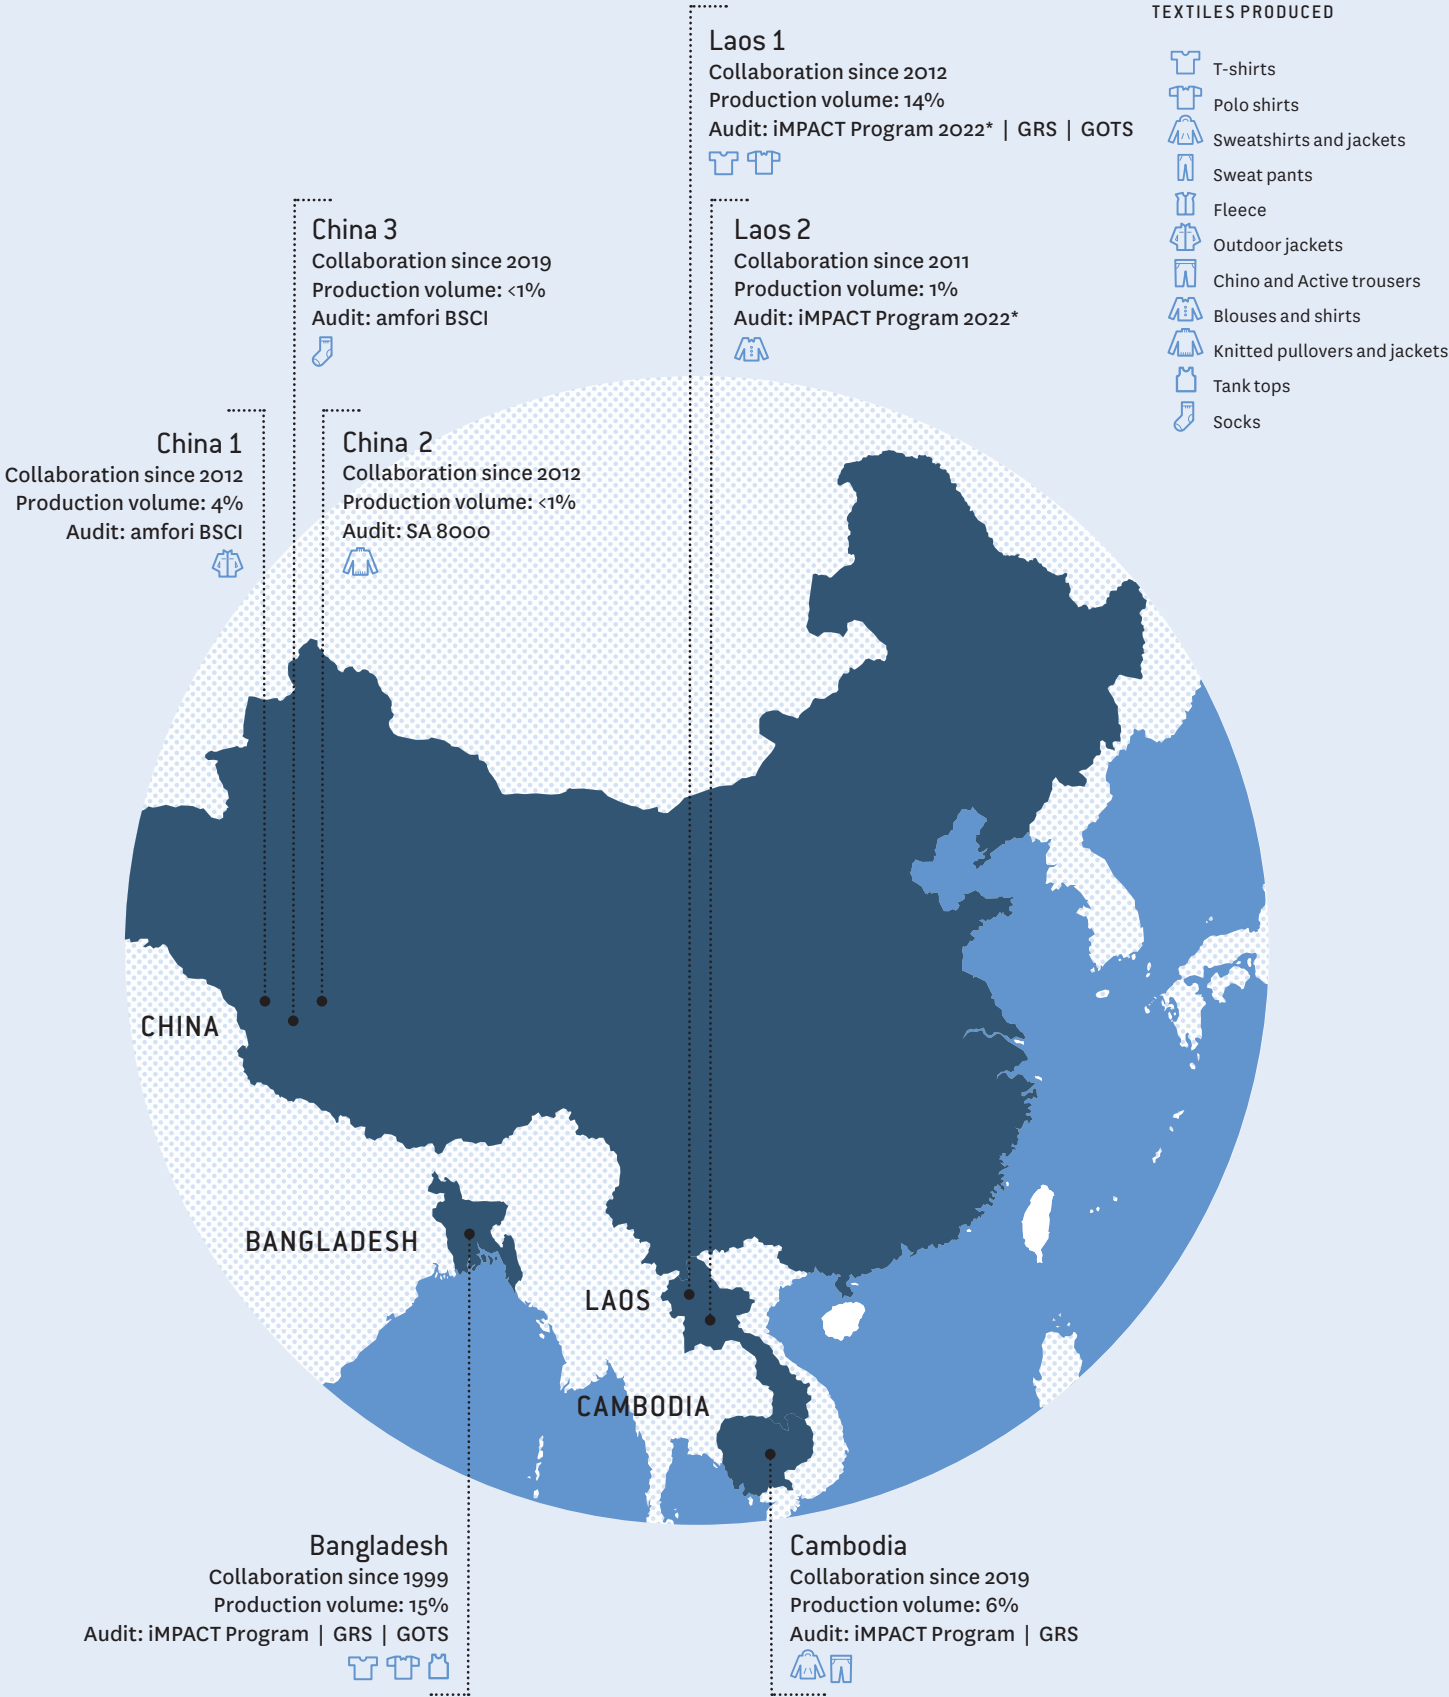 TEXTILES PRODUCED
T-shirts
Polo shirts
Sweatshirts and jackets
Sweat pants
Fleece
Outdoor jackets
Chino and Active trousers
Blouses and shirts
Knitted pullovers and jackets
Tank tops
Socks
Laos 1
Collaboration since 2012
Production volume: 14%
Audit: iMPACT Program 2022* | GRS | GOTS
China 3
Collaboration since 2019
Production volume: <1%
Audit: amfori BSCI
Laos 2
Collaboration since 2011
Production volume: 1%
Audit: iMPACT Program 2022*
China 1
Collaboration since 2012
Production volume: 4%
Audit: amfori BSCI
China 2
Collaboration since 2012
Production volume: <1%
Audit: SA 8000
CHINA
BANGLADESH
LAOS
CAMBODIA
Bangladesh
Collaboration since 1999
Production volume: 15%
Audit: iMPACT Program | GRS | GOTS
Cambodia
Collaboration since 2019
Production volume: 6%
Audit: iMPACT Program | GRS